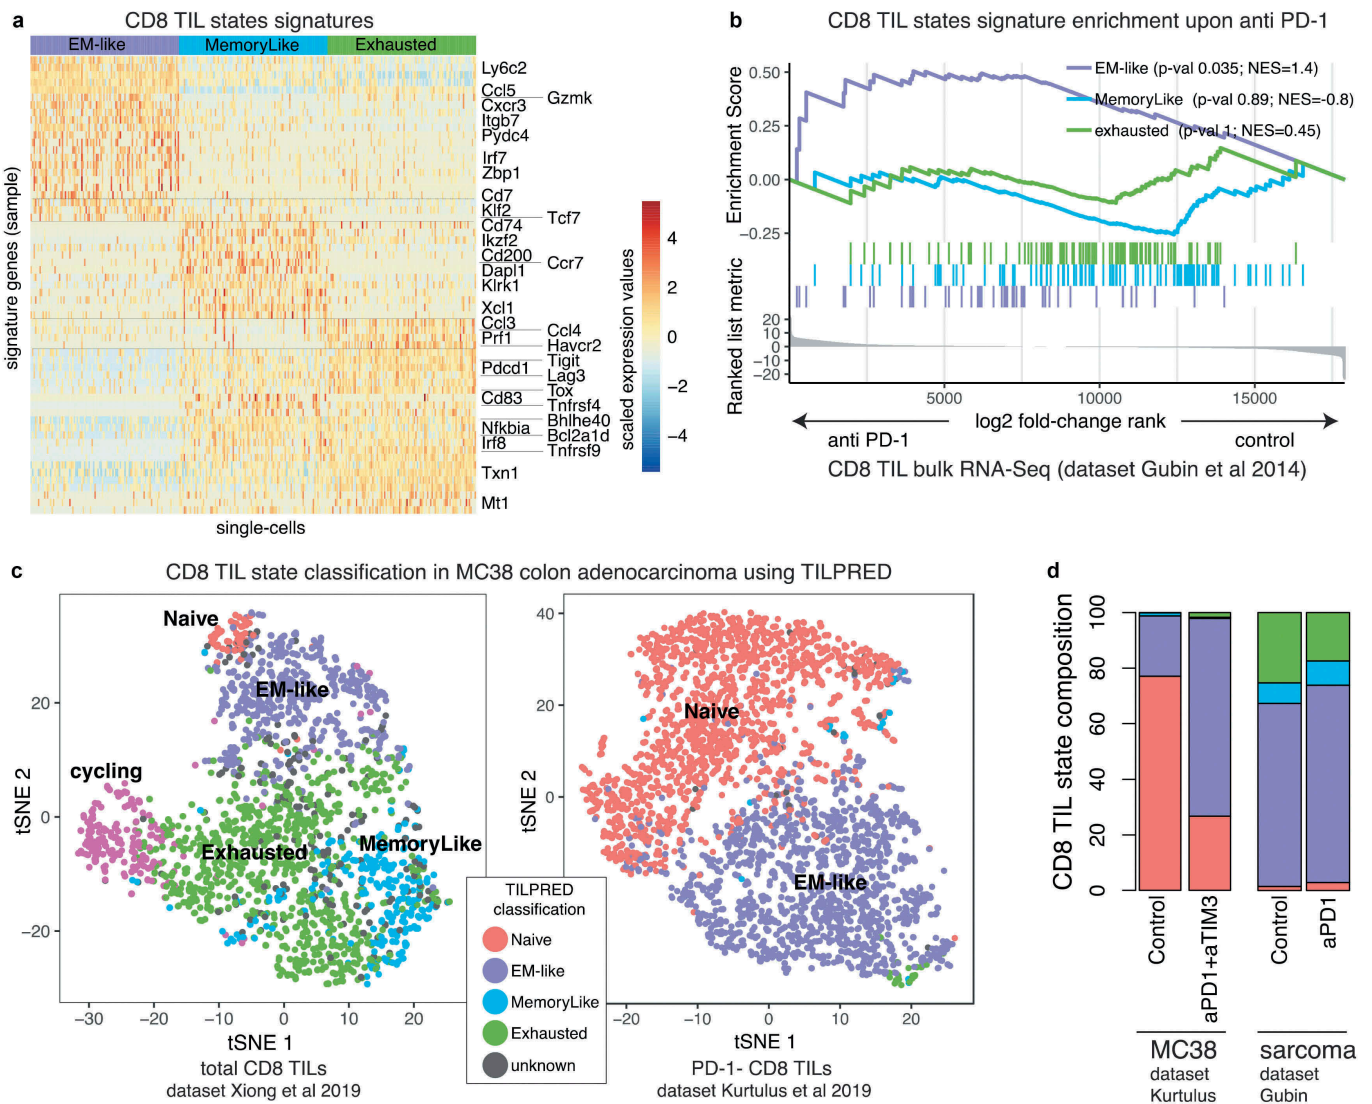 a
CD8 TIL states signatures
EM-like
MemoryLike
Exhausted
signature genes (sample)
Ly6c2
Ccl5
Gzmk
Cxcr3
Itgb7
Pydc4
Irf7
Zbp1
Cd7
Klf2
Tcf7
Cd74
Ikzf2
Cd200
Ccr7
Dapl1
Klrk1
Xcl1
Ccl3
Ccl4
Prf1
Havcr2
Tigit
Pdcd1
Lag3
Tox
Cd83
Tnfrsf4
Bhlhe40
Nfkbia
Bcl2a1d
Irf8
Tnfrsf9
Txn1
Mt1
single-cells
scaled expression values
4
2
0
−2
−4
b
CD8 TIL states signature enrichment upon anti PD-1
EM-like (p-val 0.035; NES=1.4)
MemoryLike (p-val 0.89; NES=-0.8)
exhausted (p-val 1; NES=0.45)
Enrichment Score
0.50
0.25
0.00
−0.25
Ranked list metric
20
10
0
−10
−20
5000
10000
15000
log2 fold-change rank
anti PD-1
control
CD8 TIL bulk RNA-Seq (dataset Gubin et al 2014)
c
CD8 TIL state classification in MC38 colon adenocarcinoma using TILPRED
Naive
EM-like
cycling
Exhausted
MemoryLike
tSNE 2
20
0
−20
−30
−20
−10
0
10
20
tSNE 1
total CD8 TILs
dataset Xiong et al 2019
TILPRED
classification
Naive
EM-like
MemoryLike
Exhausted
unknown
Naive
EM-like
tSNE 2
40
20
0
−20
−10
0
10
20
tSNE 1
PD-1- CD8 TILs
dataset Kurtulus et al 2019
d
CD8 TIL state composition
100
80
60
40
20
0
Control
aPD1+aTIM3
Control
aPD1
MC38
dataset
Kurtulus
sarcoma
dataset
Gubin